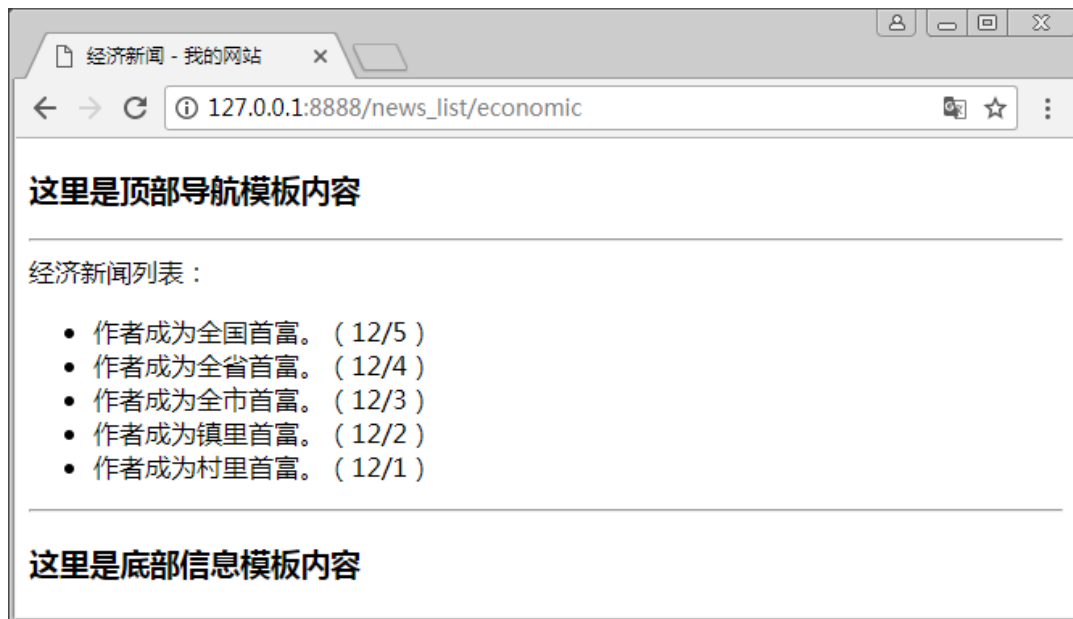 经济新闻 - 我的网站
127.0.0.1:8888/news_list/economic
这里是顶部导航模板内容
经济新闻列表：
作者成为全国首富。（12/5）
作者成为全省首富。（12/4）
作者成为全市首富。（12/3）
作者成为镇里首富。（12/2）
作者成为村里首富。（12/1）
这里是底部信息模板内容